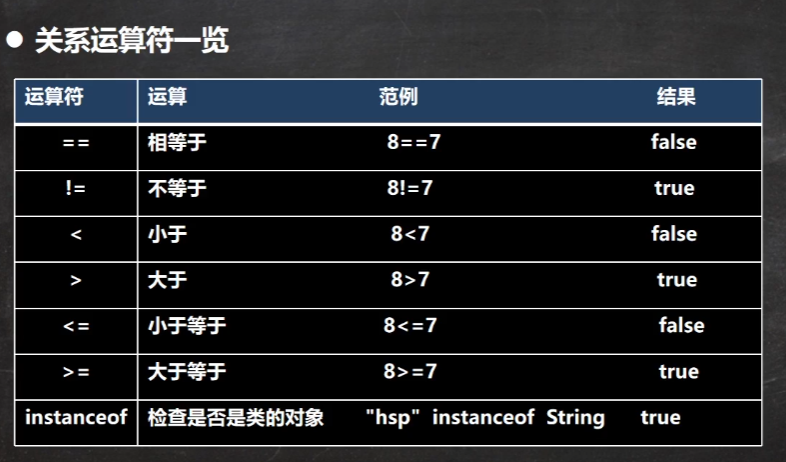 ● 关系运算符一览
运算符 运算 范例 结果
== 相等于 8==7 false
!= 不等于 8!=7 true
< 小于 8<7 false
> 大于 8>7 true
<= 小于等于 8<=7 false
>= 大于等于 8>=7 true
instanceof 检查是否是类的对象 "hsp" instanceof String true